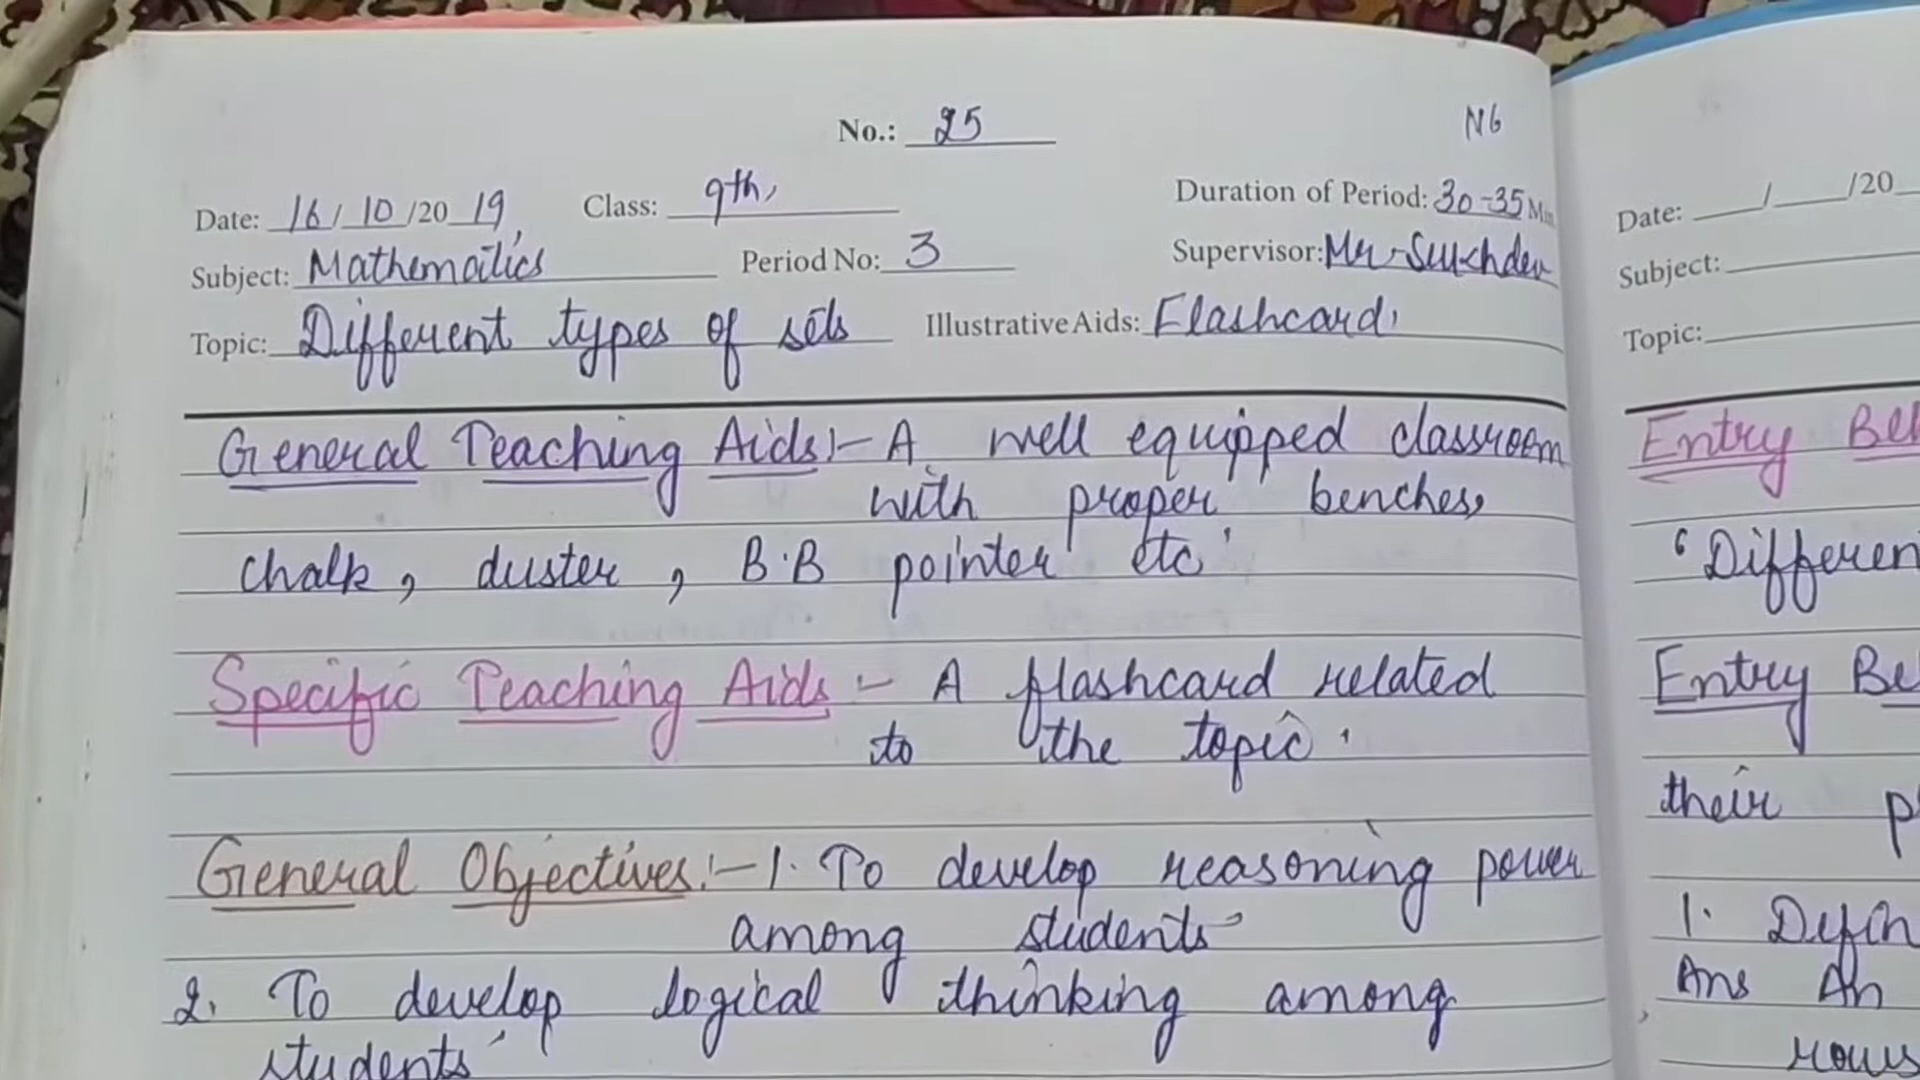 No.: 25
N6
Date: 16/10/2019, Class: 9th, Duration of Period: 30-35 Min
Subject: Mathematics Period No: 3 Supervisor: Mr. Sukhdev
Topic: Different types of sets Illustrative Aids: Flashcard.
General Teaching Aids:- A well equipped classroom
with proper benches,
chalk, duster, B.B pointer etc.
Specific Teaching Aids :- A flashcard related
to the topic.
General Objectives:- 1. To develop reasoning power
among students.
2. To develop logical thinking among
students.
Date: ___/___/20
Subject:
Topic:
Entry Be
"Differen
Entry Be
their p
1. Defin
Ans An
rows